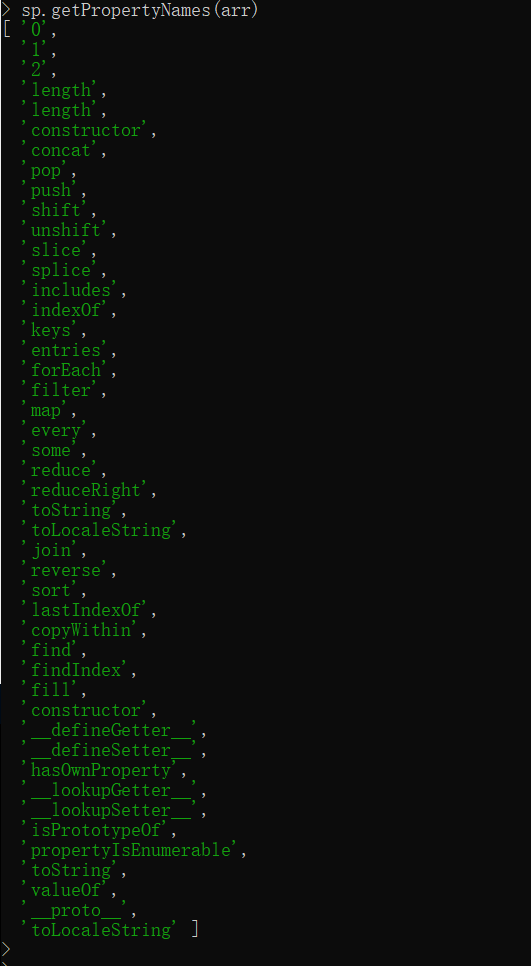 > sp.getPropertyNames(arr)
[ '0',
'1',
'2',
'length',
'length',
'constructor',
'concat',
'pop',
'push',
'shift',
'unshift',
'slice',
'splice',
'includes',
'indexOf',
'keys',
'entries',
'forEach',
'filter',
'map',
'every',
'some',
'reduce',
'reduceRight',
'toString',
'toLocaleString',
'join',
'reverse',
'sort',
'lastIndexOf',
'copyWithin',
'find',
'findIndex',
'fill',
'constructor',
'__defineGetter__',
'__defineSetter__',
'hasOwnProperty',
'__lookupGetter__',
'__lookupSetter__',
'isPrototypeOf',
'propertyIsEnumerable',
'toString',
'valueOf',
'__proto__',
'toLocaleString' ]
>